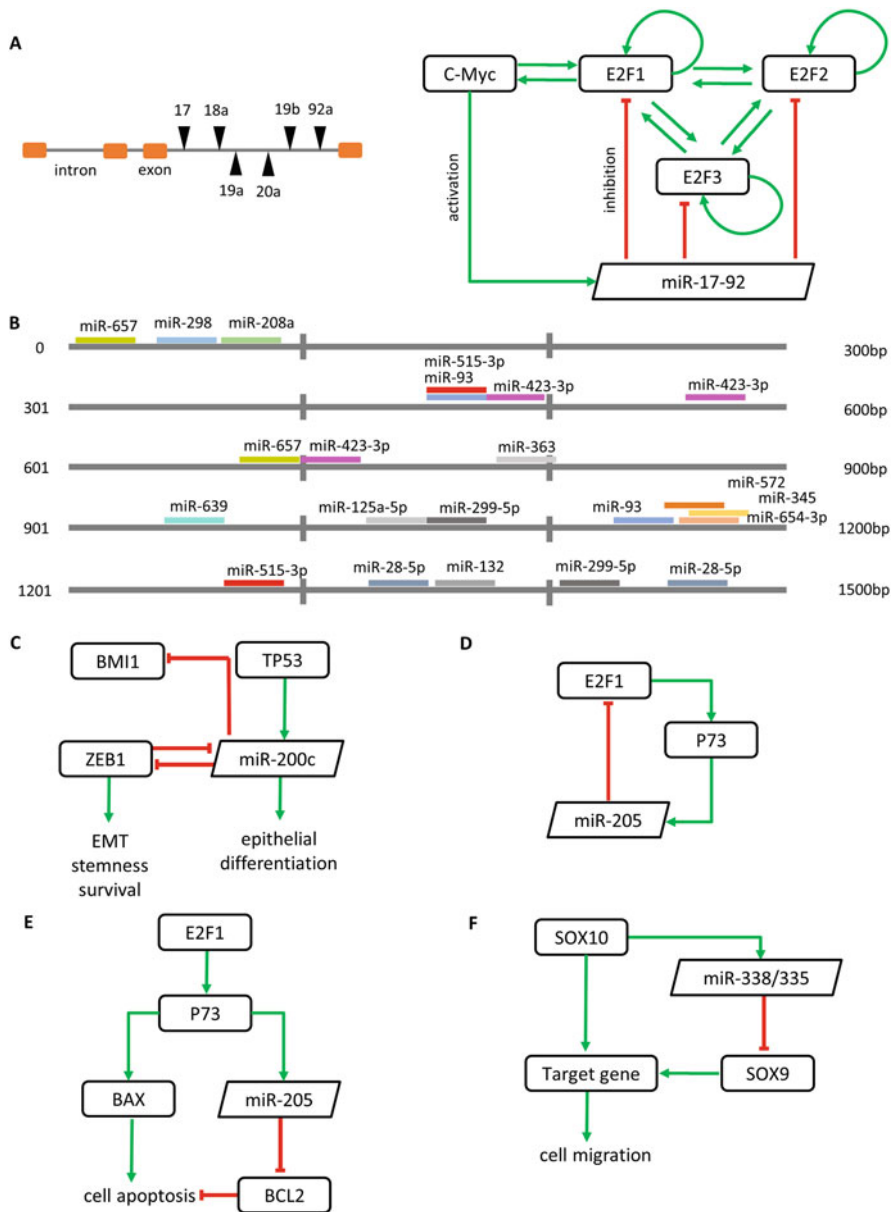 A
17
18a
19b
92a
intron
exon
19a
20a
C-Myc
E2F1
E2F2
E2F3
activation
inhibition
miR-17-92
B
miR-657
miR-298
miR-208a
0
300bp
miR-515-3p
miR-93
miR-423-3p
miR-423-3p
301
600bp
miR-657
miR-423-3p
miR-363
601
900bp
miR-572
miR-639
miR-125a-5p
miR-299-5p
miR-93
miR-345
miR-654-3p
901
1200bp
miR-515-3p
miR-28-5p
miR-132
miR-299-5p
miR-28-5p
1201
1500bp
C
BMI1
TP53
ZEB1
miR-200c
EMT
stemness
survival
epithelial
differentiation
D
E2F1
P73
miR-205
E
E2F1
P73
BAX
miR-205
cell apoptosis
BCL2
F
SOX10
miR-338/335
Target gene
SOX9
cell migration